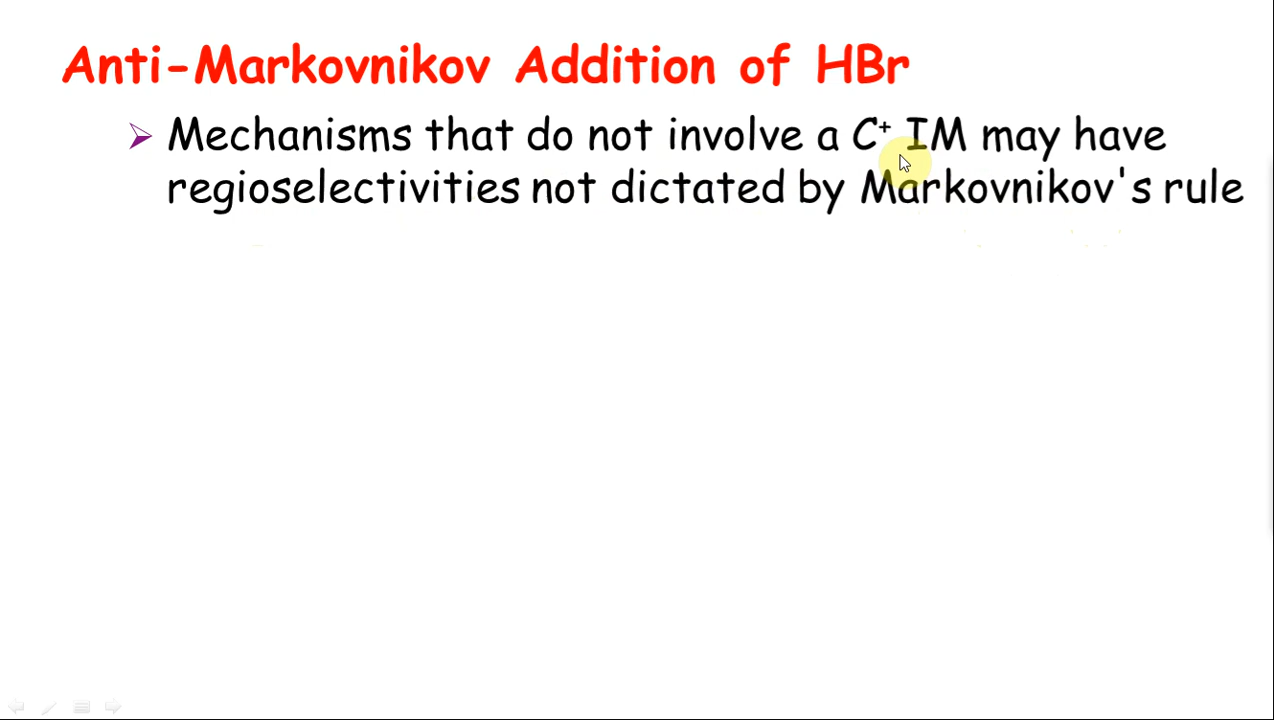 Anti-Markovnikov Addition of HBr
Mechanisms that do not involve a C⁺ IM may have
regioselectivities not dictated by Markovnikov's rule